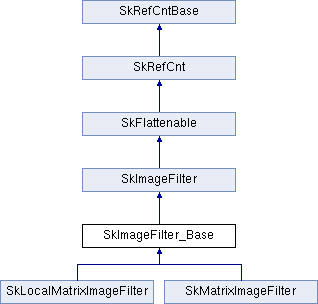 SkRefCntBase
SkRefCnt
SkFlattenable
SkImageFilter
SkImageFilter_Base
SkLocalMatrixImageFilter
SkMatrixImageFilter